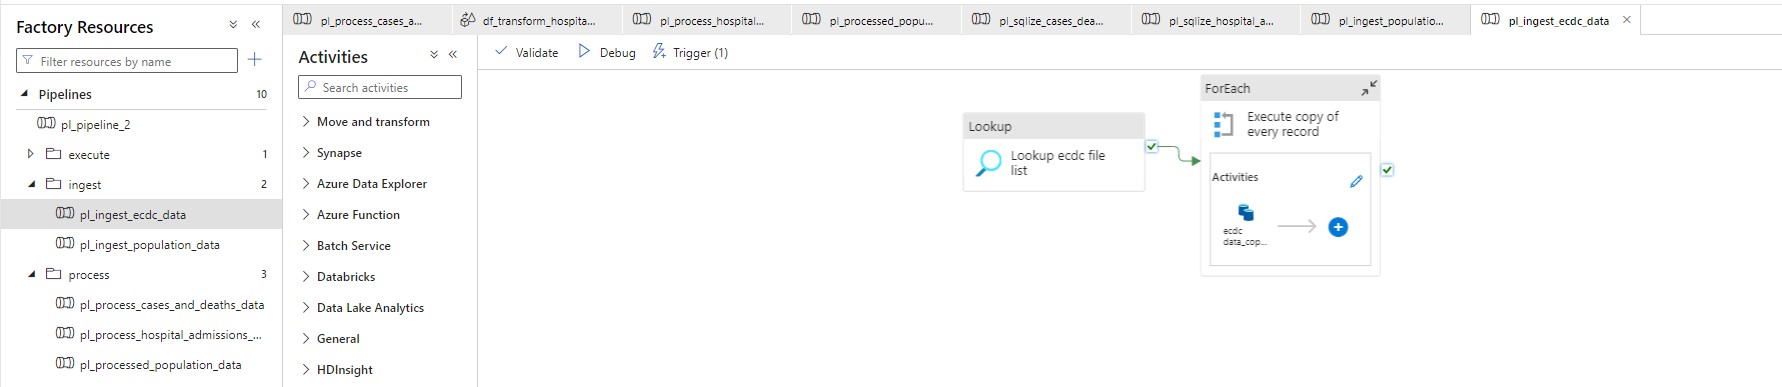 Factory Resources
Filter resources by name
Pipelines 10
pl_pipeline_2
execute 1
ingest 2
pl_ingest_ecdc_data
pl_ingest_population_data
process 3
pl_process_cases_and_deaths_data
pl_process_hospital_admissions_...
pl_processed_population_data
pl_process_cases_a...
df_transform_hospita...
pl_process_hospital...
pl_processed_popu...
pl_sqlize_cases_dea...
pl_sqlize_hospital_a...
pl_ingest_populatio...
pl_ingest_ecdc_data
Activities
Search activities
Move and transform
Synapse
Azure Data Explorer
Azure Function
Batch Service
Databricks
Data Lake Analytics
General
HDInsight
Validate Debug Trigger (1)
Lookup
Lookup ecdc file
list
ForEach
Execute copy of
every record
Activities
ecdc
data_cop...